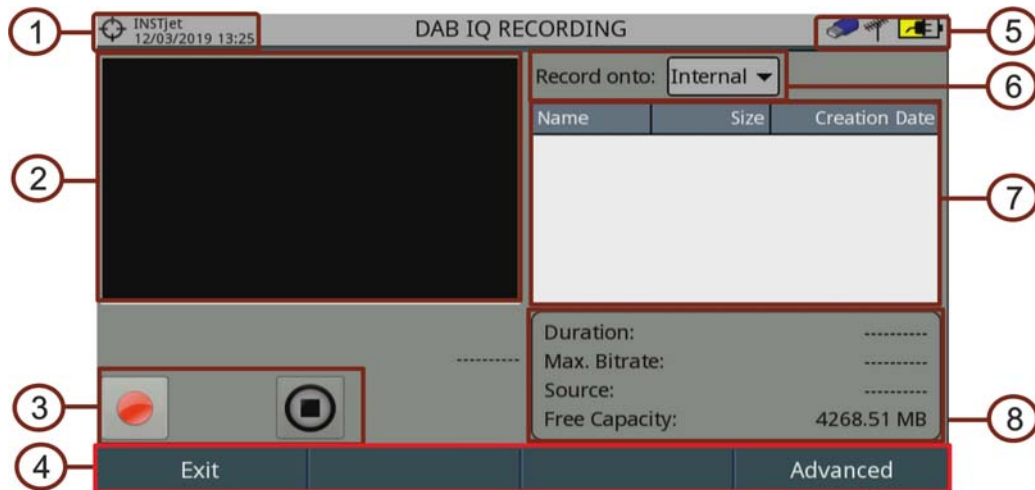 1
INSTjet
12/03/2019 13:25
DAB IQ RECORDING
5
Record onto: Internal
6
Name Size Creation Date
2
7
Duration: ----------
---------- Max. Bitrate: ----------
Source: ----------
3
Free Capacity: 4268.51 MB
8
4
Exit Advanced